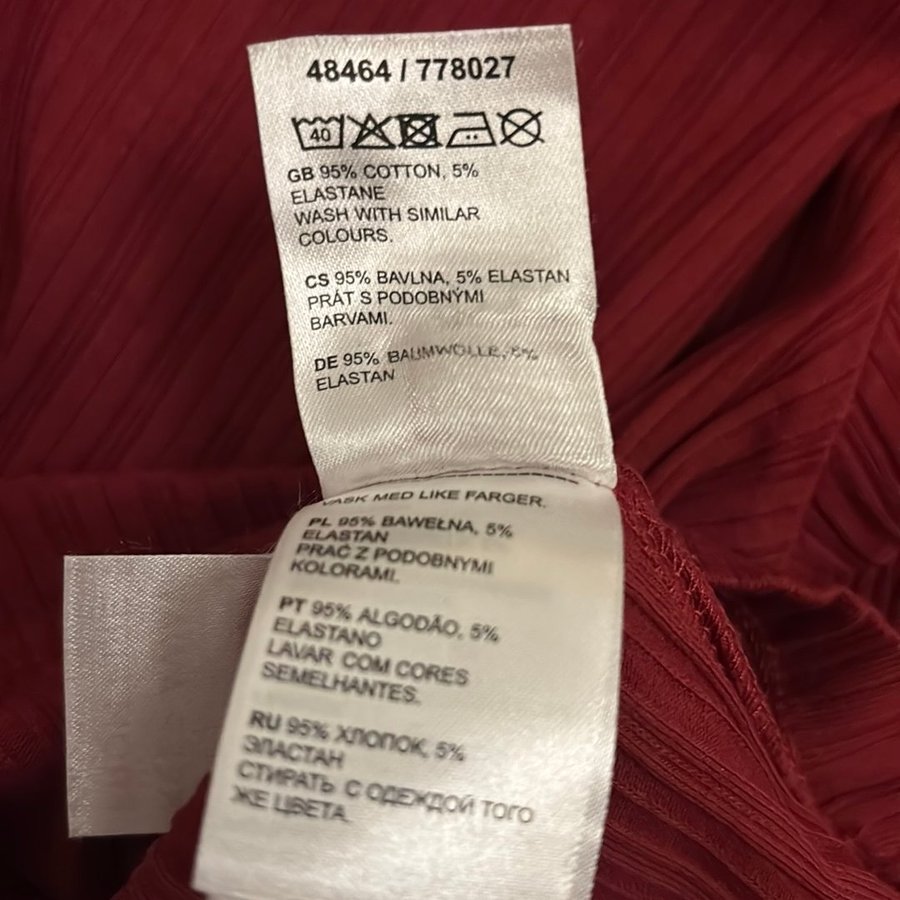 48464 / 778027
40
GB 95% COTTON, 5%
ELASTANE
WASH WITH SIMILAR
COLOURS.
CS 95% BAVLNA, 5% ELASTAN
PRÁT S PODOBNÝMI
BARVAMI.
DE 95% BAUMWOLLE, 5%
ELASTAN
VASK MED LIKE FARGER.
PL 95% BAWEŁNA, 5%
ELASTAN
PRAĆ Z PODOBNYMI
KOLORAMI.
PT 95% ALGODÃO, 5%
ELASTANO
LAVAR COM CORES
SEMELHANTES.
RU 95% ХЛОПОК, 5%
ЭЛАСТАН
СТИРАТЬ С ОДЕЖДОЙ ТОГО
ЖЕ ЦВЕТА.